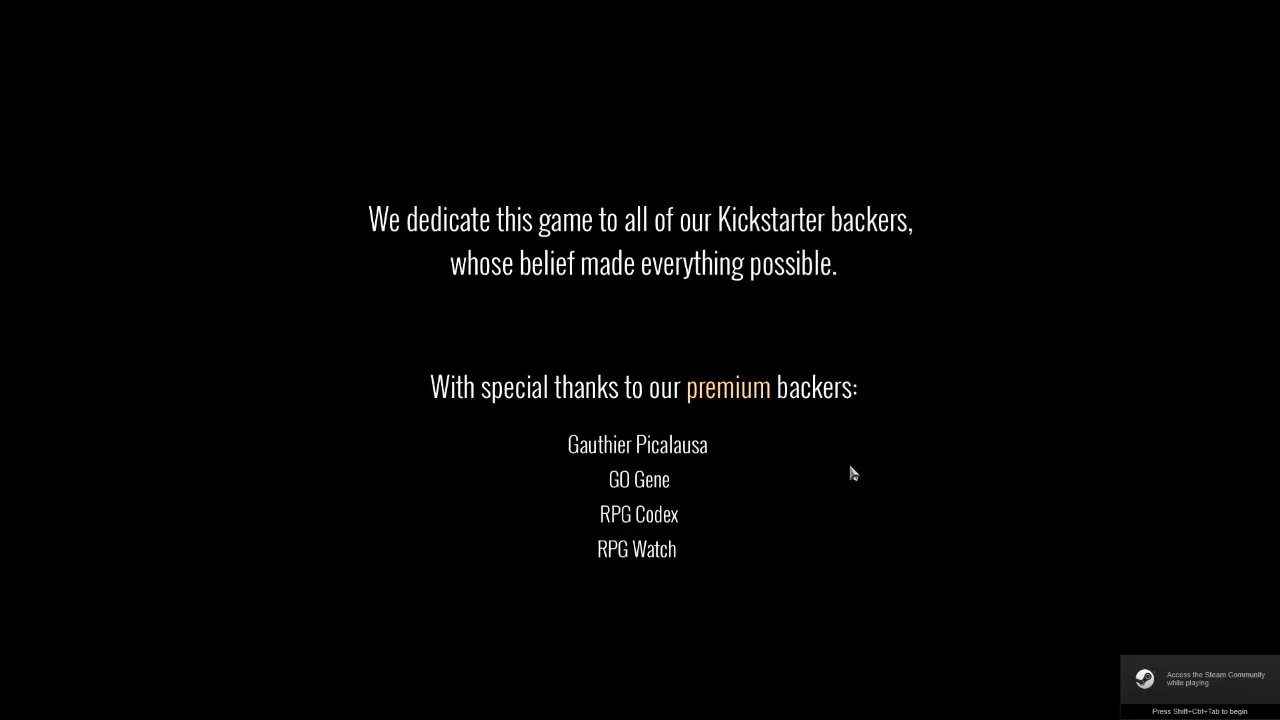 We dedicate this game to all of our Kickstarter backers,
whose belief made everything possible.
With special thanks to our premium backers:
Gauthier Picalausa
GO Gene
RPG Codex
RPG Watch
Access the Steam Community
while playing
Press Shift+Ctrl+Tab to begin